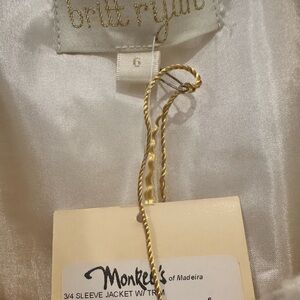 britt ryan
6
Monkee's of Madeira
3/4 SLEEVE JACKET W/ TRIM